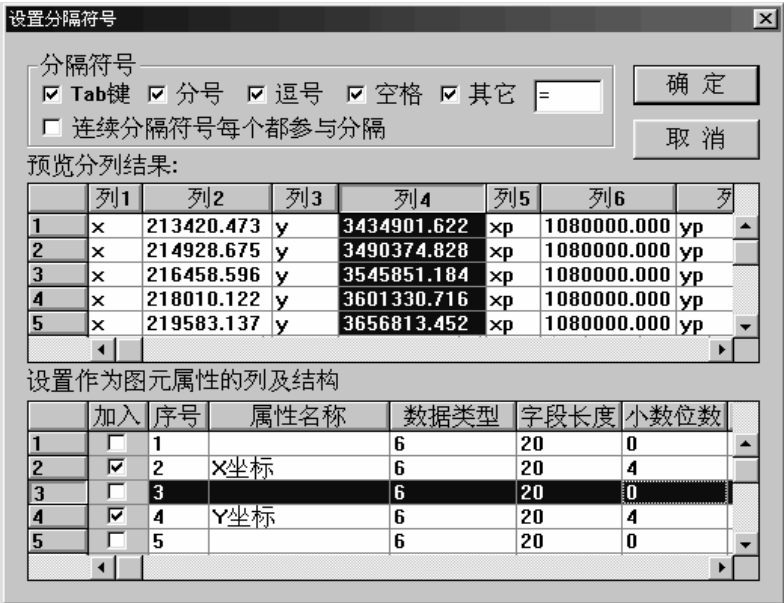 设置分隔符号
分隔符号
Tab键 分号 逗号 空格 其它 =
连续分隔符号每个都参与分隔
确 定
取 消
预览分列结果:
列1 列2 列3 列4 列5 列6 列
1 x 213420.473 y 3434901.622 xp 1080000.000 yp
2 x 214928.675 y 3490374.828 xp 1080000.000 yp
3 x 216458.596 y 3545851.184 xp 1080000.000 yp
4 x 218010.122 y 3601330.716 xp 1080000.000 yp
5 x 219583.137 y 3656813.452 xp 1080000.000 yp
设置作为图元属性的列及结构
加入 序号 属性名称 数据类型 字段长度 小数位数
1 1 6 20 0
2 2 X坐标 6 20 4
3 3 6 20 0
4 4 Y坐标 6 20 4
5 5 6 20 0